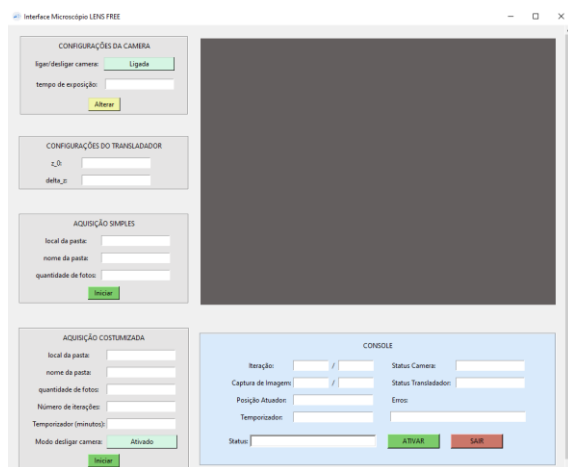 Interface Microscópio LENS FREE
CONFIGURAÇÕES DA CAMERA
ligar/desligar camera: Ligada
tempo de exposição:
Alterar
CONFIGURAÇÕES DO TRANSLADADOR
z_0:
delta_z:
AQUISIÇÃO SIMPLES
local da pasta:
nome da pasta:
quantidade de fotos:
Iniciar
AQUISIÇÃO COSTUMIZADA
local da pasta:
nome da pasta:
quantidade de fotos:
Número de iterações:
Temporizador (minutos):
Modo desligar camera: Ativado
Iniciar
CONSOLE
Iteração: /
Captura de Imagem: /
Posição Atuador:
Temporizador:
Status Camera:
Status Transladador:
Erros:
Status:
ATIVAR
SAIR